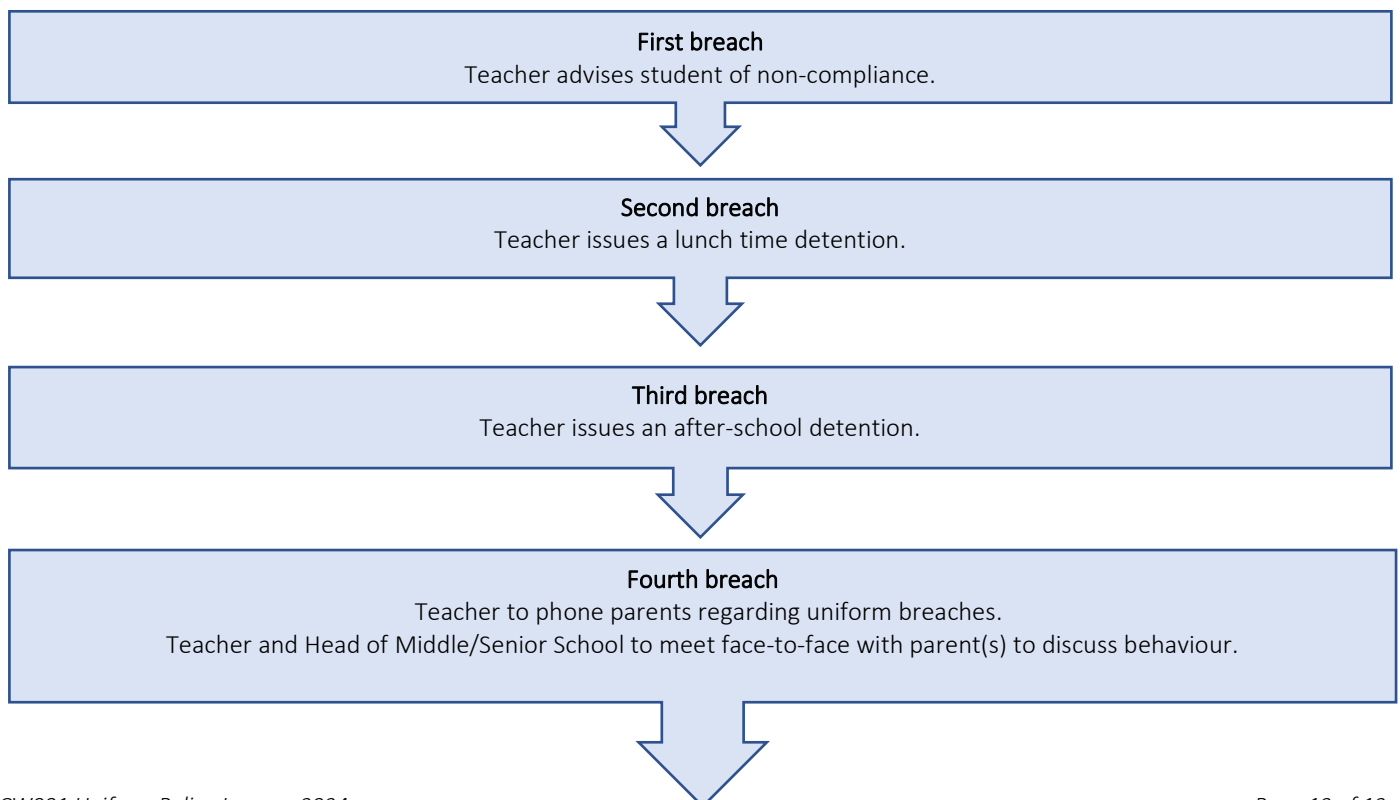 First breach
Teacher advises student of non-compliance.
Second breach
Teacher issues a lunch time detention.
Third breach
Teacher issues an after-school detention.
Fourth breach
Teacher to phone parents regarding uniform breaches.
Teacher and Head of Middle/Senior School to meet face-to-face with parent(s) to discuss behaviour.